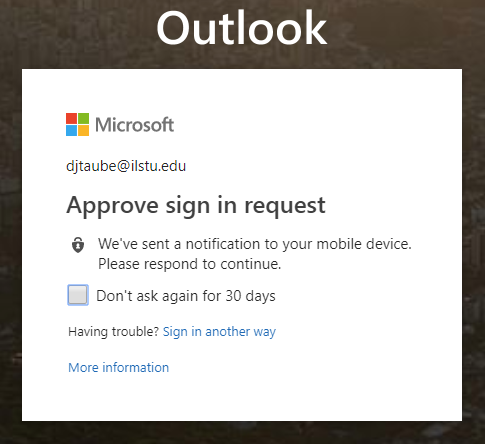 Outlook
Microsoft
djtaube@ilstu.edu
Approve sign in request
We've sent a notification to your mobile device.
Please respond to continue.
Don't ask again for 30 days
Having trouble? Sign in another way
More information